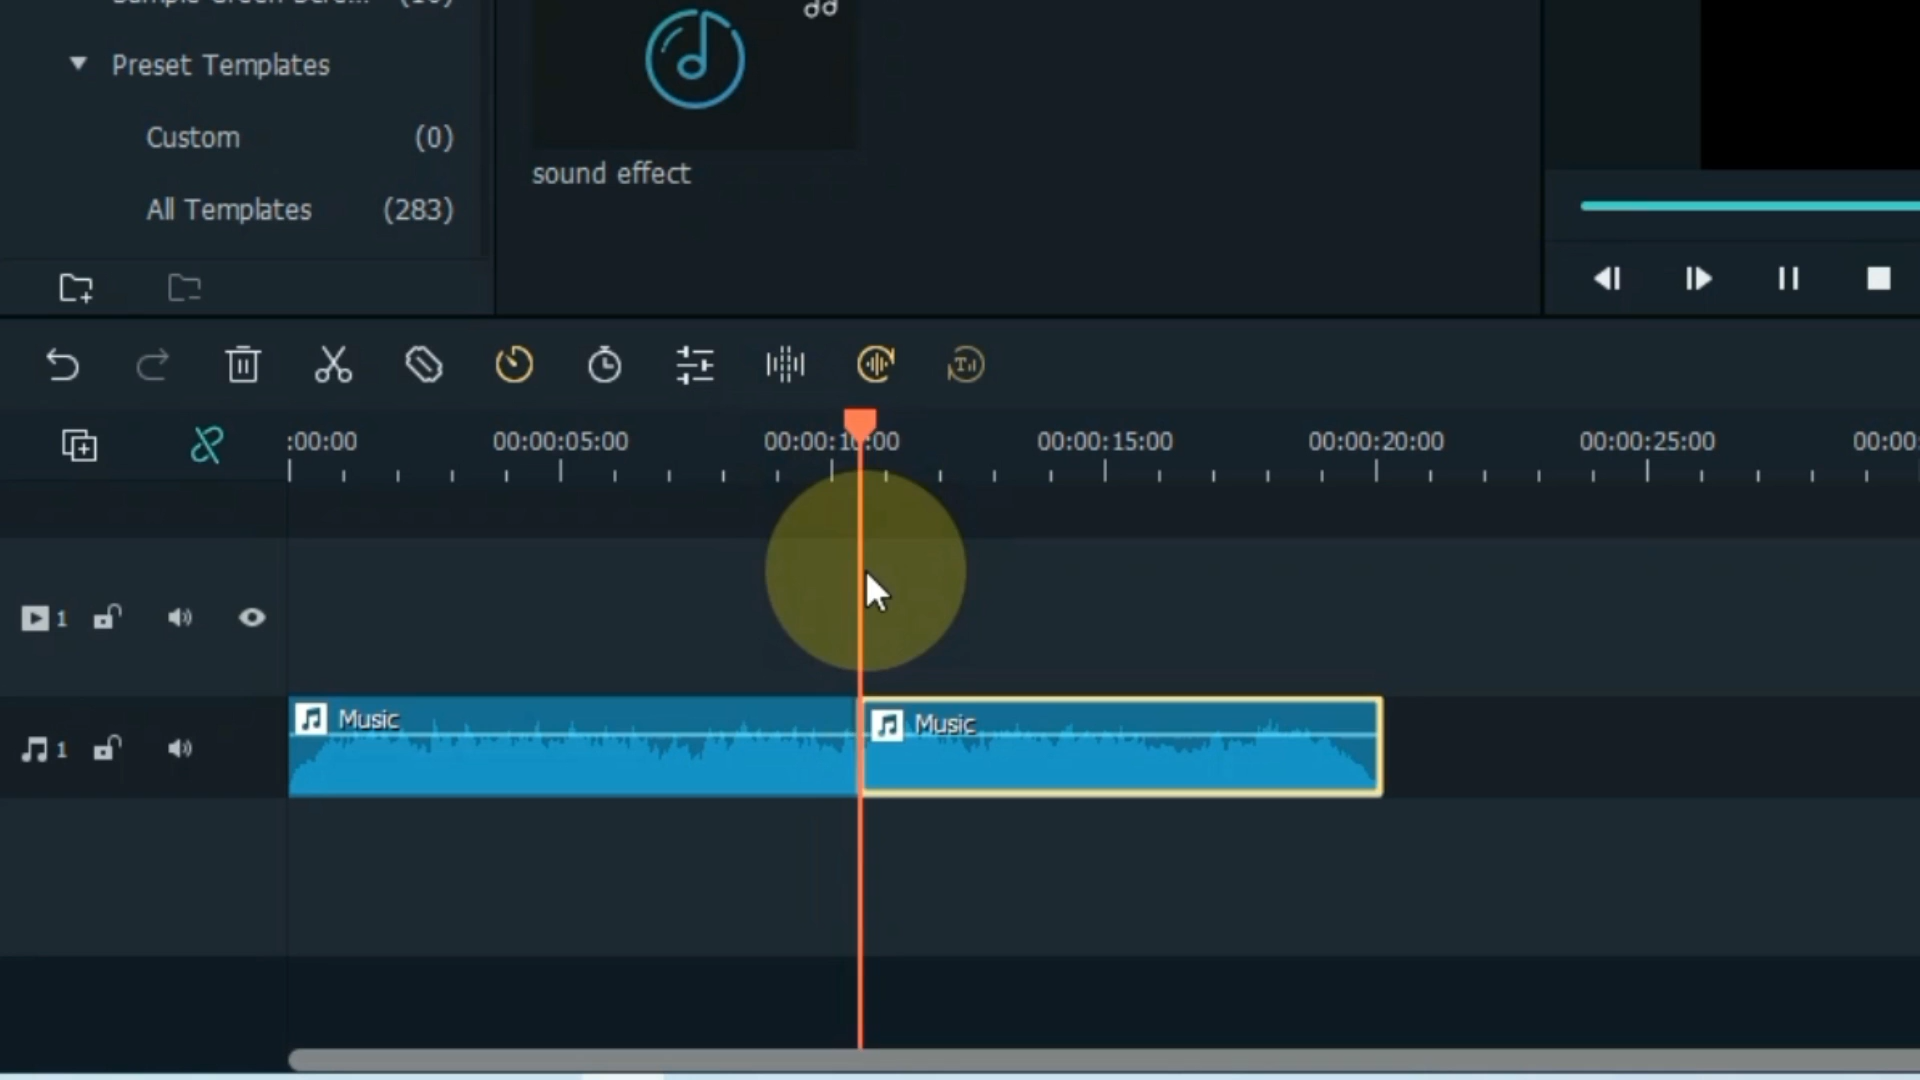 Preset Templates
Custom (0)
All Templates (283)
sound effect
:00:00 00:00:05:00 00:00:10:00 00:00:15:00 00:00:20:00 00:00:25:00 00:00
1
Music Music
1